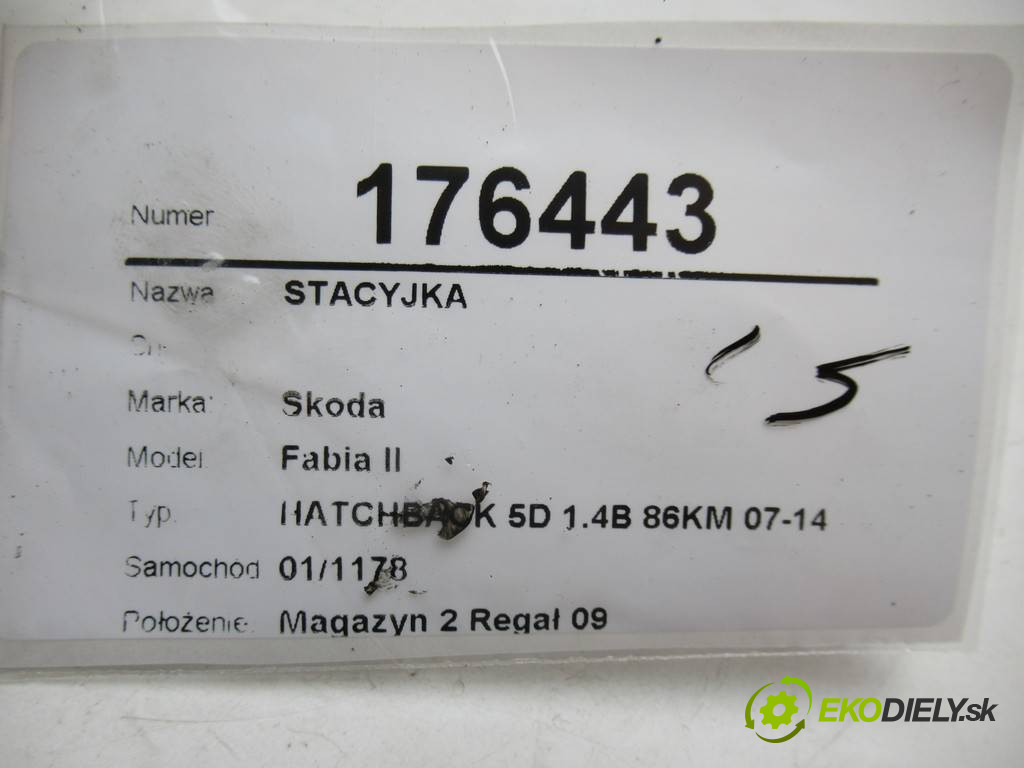 Numer 176443
Nazwa STACYJKA
Marka: Skoda
Model Fabia II
Typ HATCHBACK 5D 1.4B 86KM 07-14
Samochód 01/1178
Położenie Magazyn 2 Regał 09
5
EKODIELY.sk